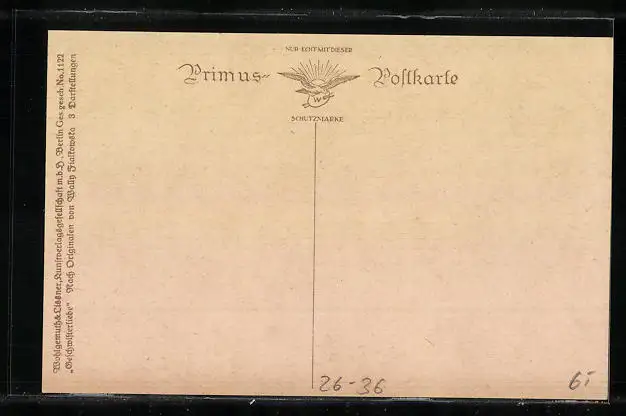 NUR ECHT MIT DIESER
Primus-Postkarte
W
SCHUTZMARKE
Wohlgemuth & Lissner, Kunstverlagsgesellschaft m.b.H., Berlin Ges. gesch. No. 1122
„Geschwisterliebe“ Nach Originalen von Wally Fialkowska 3 Darstellungen
26-36